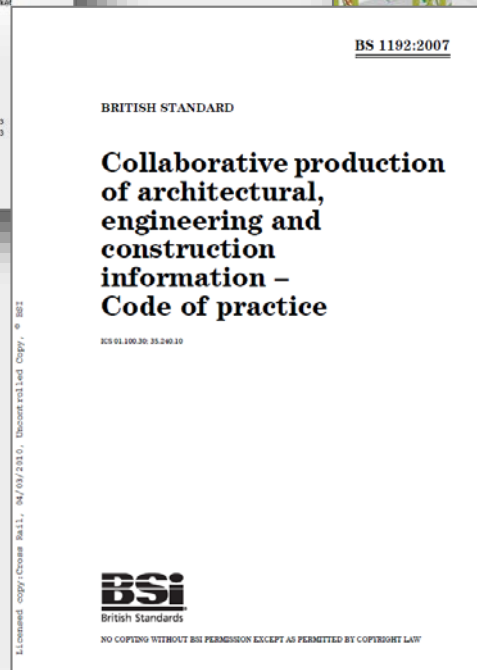 BS 1192:2007
BRITISH STANDARD
Collaborative production
of architectural,
engineering and
construction
information –
Code of practice
ICS 01.100.30; 35.240.10
Licensed copy:Cross Rail, 04/03/2010, Uncontrolled Copy, © BSI
BSi
British Standards
NO COPYING WITHOUT BSI PERMISSION EXCEPT AS PERMITTED BY COPYRIGHT LAW